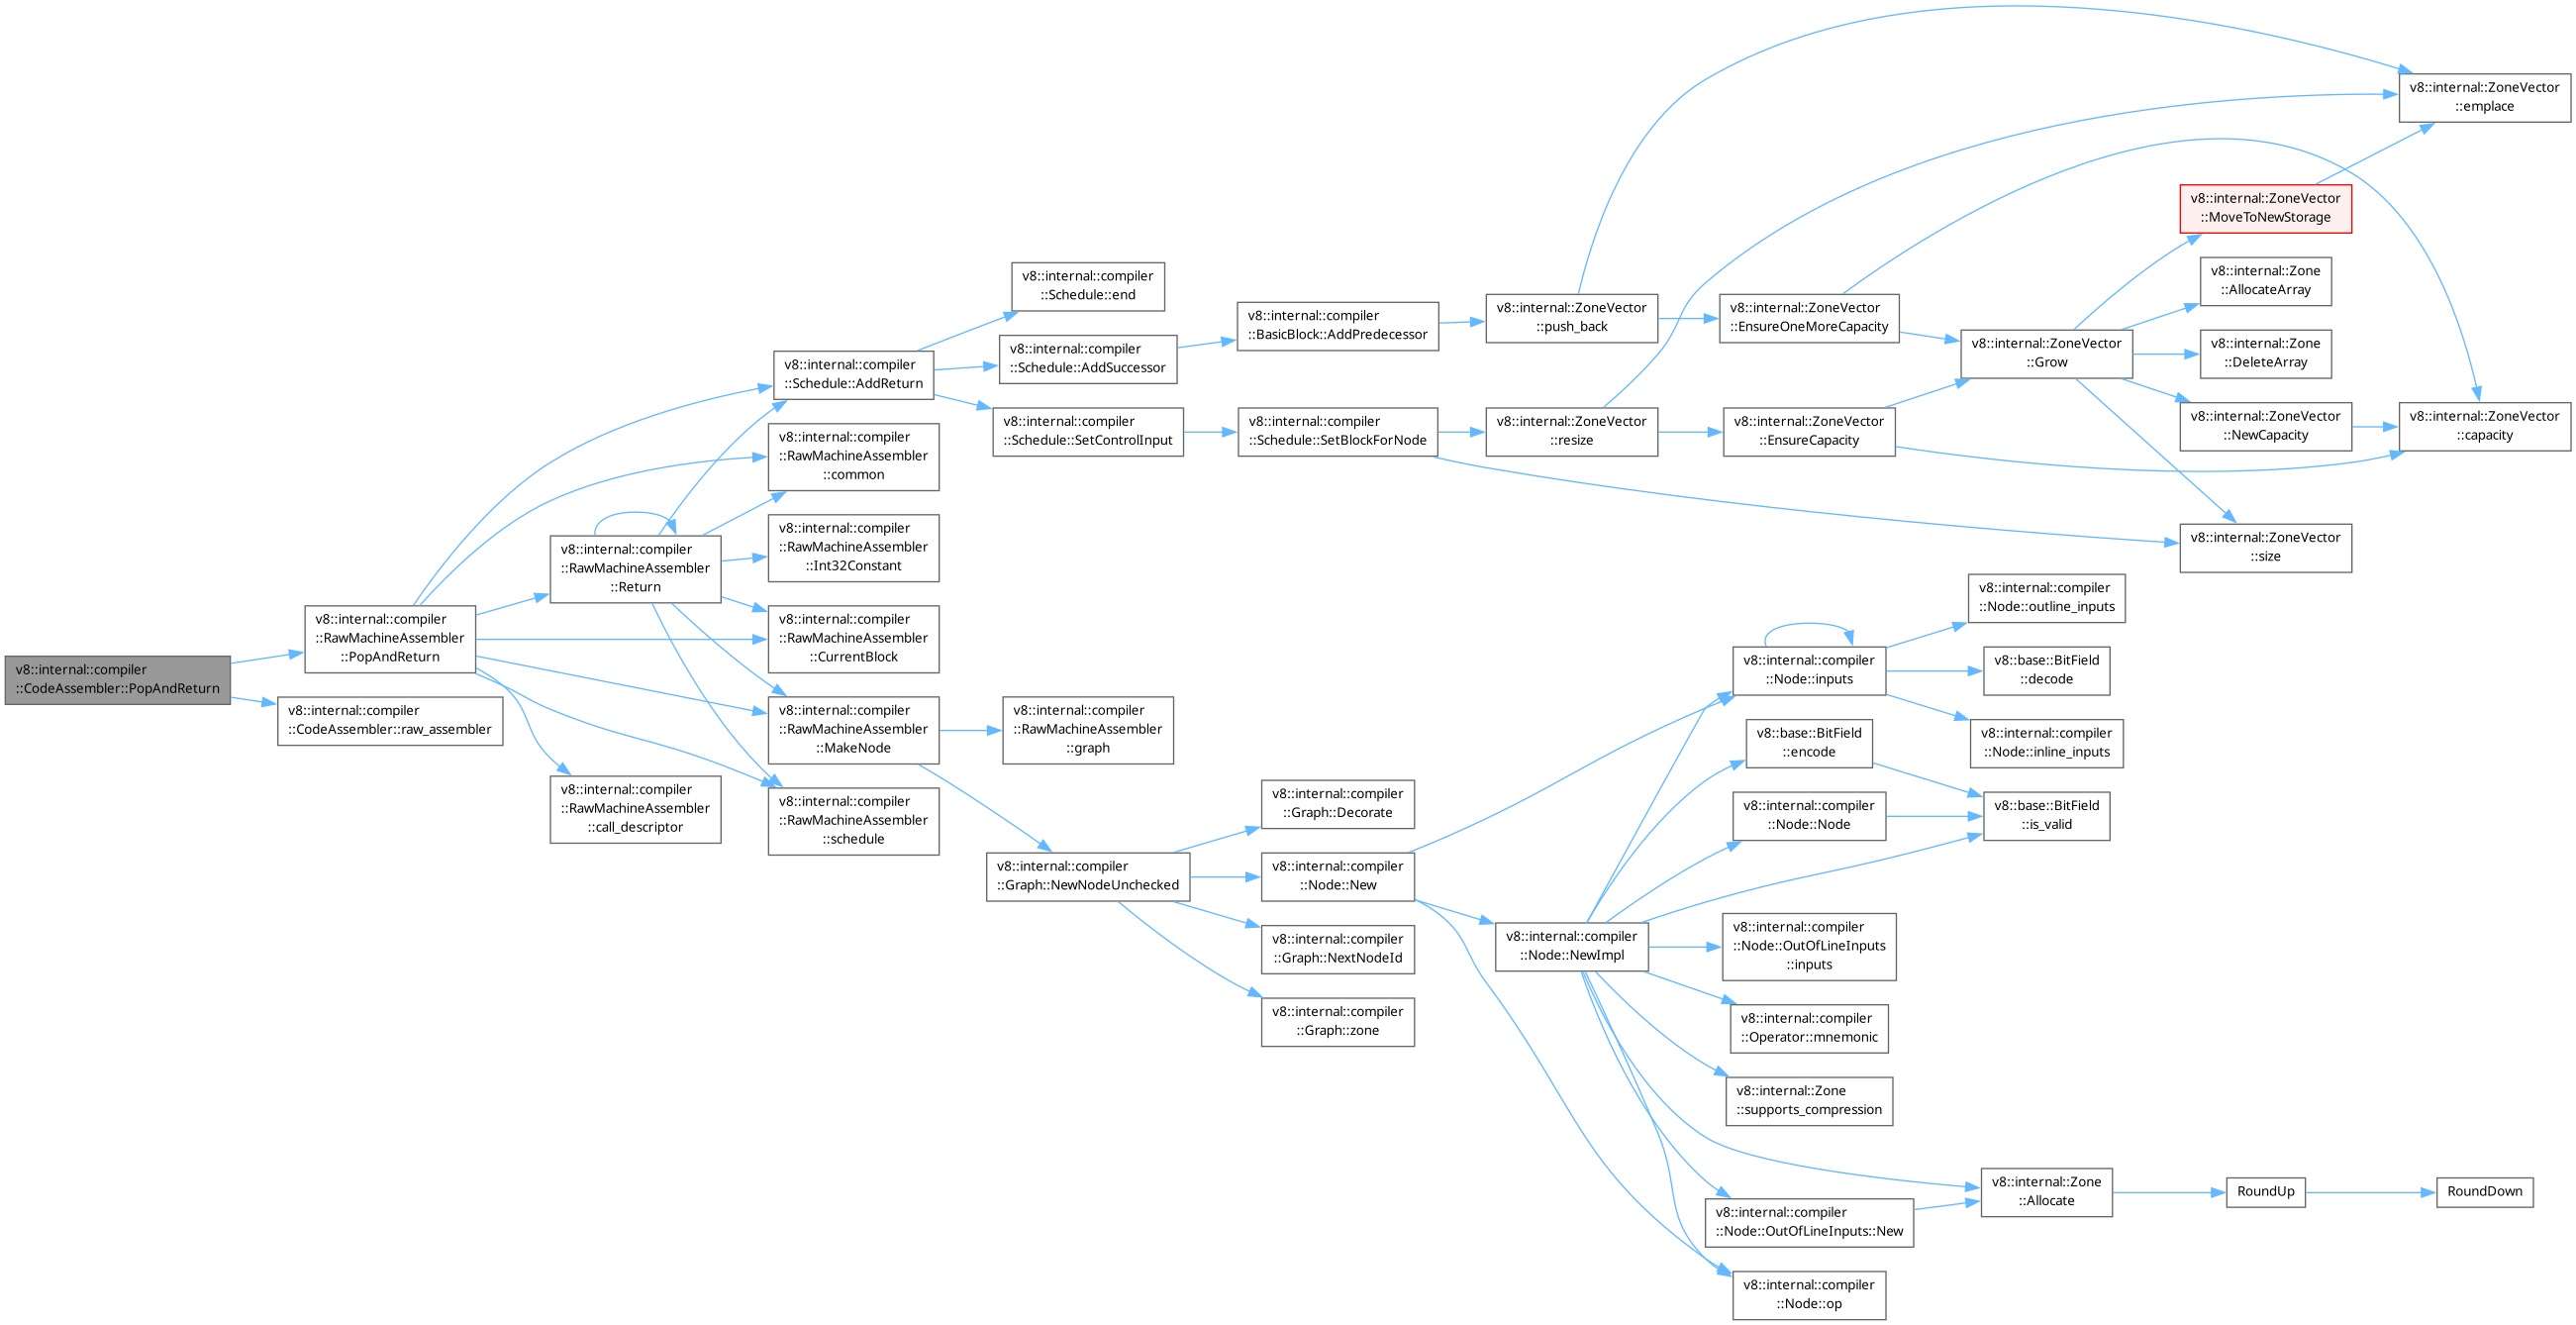 v8::internal::compiler
::CodeAssembler::PopAndReturn
v8::internal::compiler
::RawMachineAssembler
::PopAndReturn
v8::internal::compiler
::CodeAssembler::raw_assembler
v8::internal::compiler
::RawMachineAssembler
::Return
v8::internal::compiler
::RawMachineAssembler
::call_descriptor
v8::internal::compiler
::Schedule::AddReturn
v8::internal::compiler
::RawMachineAssembler
::common
v8::internal::compiler
::RawMachineAssembler
::Int32Constant
v8::internal::compiler
::RawMachineAssembler
::CurrentBlock
v8::internal::compiler
::RawMachineAssembler
::MakeNode
v8::internal::compiler
::RawMachineAssembler
::schedule
v8::internal::compiler
::Schedule::end
v8::internal::compiler
::Schedule::AddSuccessor
v8::internal::compiler
::Schedule::SetControlInput
v8::internal::compiler
::RawMachineAssembler
::graph
v8::internal::compiler
::Graph::NewNodeUnchecked
v8::internal::compiler
::BasicBlock::AddPredecessor
v8::internal::compiler
::Schedule::SetBlockForNode
v8::internal::compiler
::Graph::Decorate
v8::internal::compiler
::Node::New
v8::internal::compiler
::Graph::NextNodeId
v8::internal::compiler
::Graph::zone
v8::internal::ZoneVector
::push_back
v8::internal::ZoneVector
::resize
v8::internal::compiler
::Node::NewImpl
v8::internal::ZoneVector
::EnsureOneMoreCapacity
v8::internal::ZoneVector
::EnsureCapacity
v8::internal::compiler
::Node::inputs
v8::base::BitField
::encode
v8::internal::compiler
::Node::Node
v8::internal::compiler
::Node::OutOfLineInputs
::inputs
v8::internal::compiler
::Operator::mnemonic
v8::internal::Zone
::supports_compression
v8::internal::compiler
::Node::OutOfLineInputs::New
v8::internal::compiler
::Node::op
v8::internal::ZoneVector
::Grow
v8::internal::compiler
::Node::outline_inputs
v8::base::BitField
::decode
v8::internal::compiler
::Node::inline_inputs
v8::base::BitField
::is_valid
v8::internal::Zone
::Allocate
v8::internal::ZoneVector
::MoveToNewStorage
v8::internal::Zone
::AllocateArray
v8::internal::Zone
::DeleteArray
v8::internal::ZoneVector
::NewCapacity
v8::internal::ZoneVector
::size
RoundUp
v8::internal::ZoneVector
::emplace
v8::internal::ZoneVector
::capacity
RoundDown